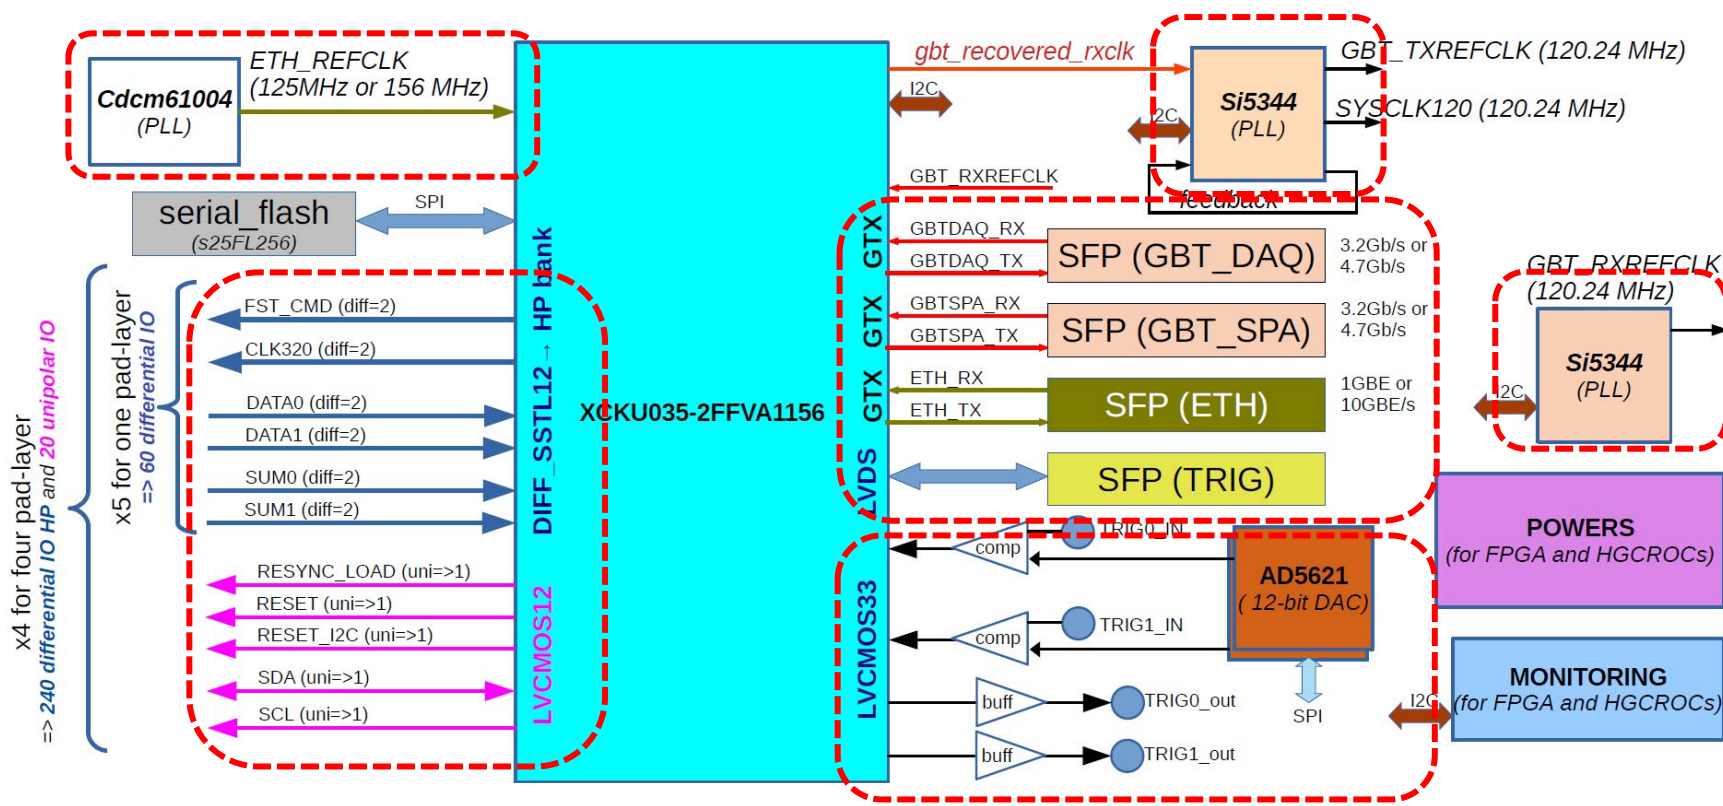 ETH_REFCLK
(125MHz or 156 MHz)
Cdcm61004
(PLL)
serial_flash
(s25FL256)
SPI
x4 for four pad-layer
=> 240 differential IO HP and 20 unipolar IO
x5 for one pad-layer
=> 60 differential IO
FST_CMD (diff=2)
CLK320 (diff=2)
DATA0 (diff=2)
DATA1 (diff=2)
SUM0 (diff=2)
SUM1 (diff=2)
RESYNC_LOAD (uni=>1)
RESET (uni=>1)
RESET_I2C (uni=>1)
SDA (uni=>1)
SCL (uni=>1)
DIFF_SSTL12→ HP bank
LVCMOS12
XCKU035-2FFVA1156
gbt_recovered_rxclk
I2C
I2C
Si5344
(PLL)
feedback
GBT_TXREFCLK (120.24 MHz)
SYSCLK120 (120.24 MHz)
GBT_RXREFCLK
GTX
GBTDAQ_RX
GBTDAQ_TX
SFP (GBT_DAQ)
3.2Gb/s or
4.7Gb/s
GTX
GBTSPA_RX
GBTSPA_TX
SFP (GBT_SPA)
3.2Gb/s or
4.7Gb/s
GTX
ETH_RX
ETH_TX
SFP (ETH)
1GBE or
10GBE/s
LVDS
SFP (TRIG)
GBT_RXREFCLK
(120.24 MHz)
Si5344
(PLL)
I2C
LVCMOS33
comp
TRIG0_IN
comp
TRIG1_IN
buff
TRIG0_out
buff
TRIG1_out
AD5621
( 12-bit DAC)
SPI
POWERS
(for FPGA and HGCROCs)
I2C
MONITORING
(for FPGA and HGCROCs)